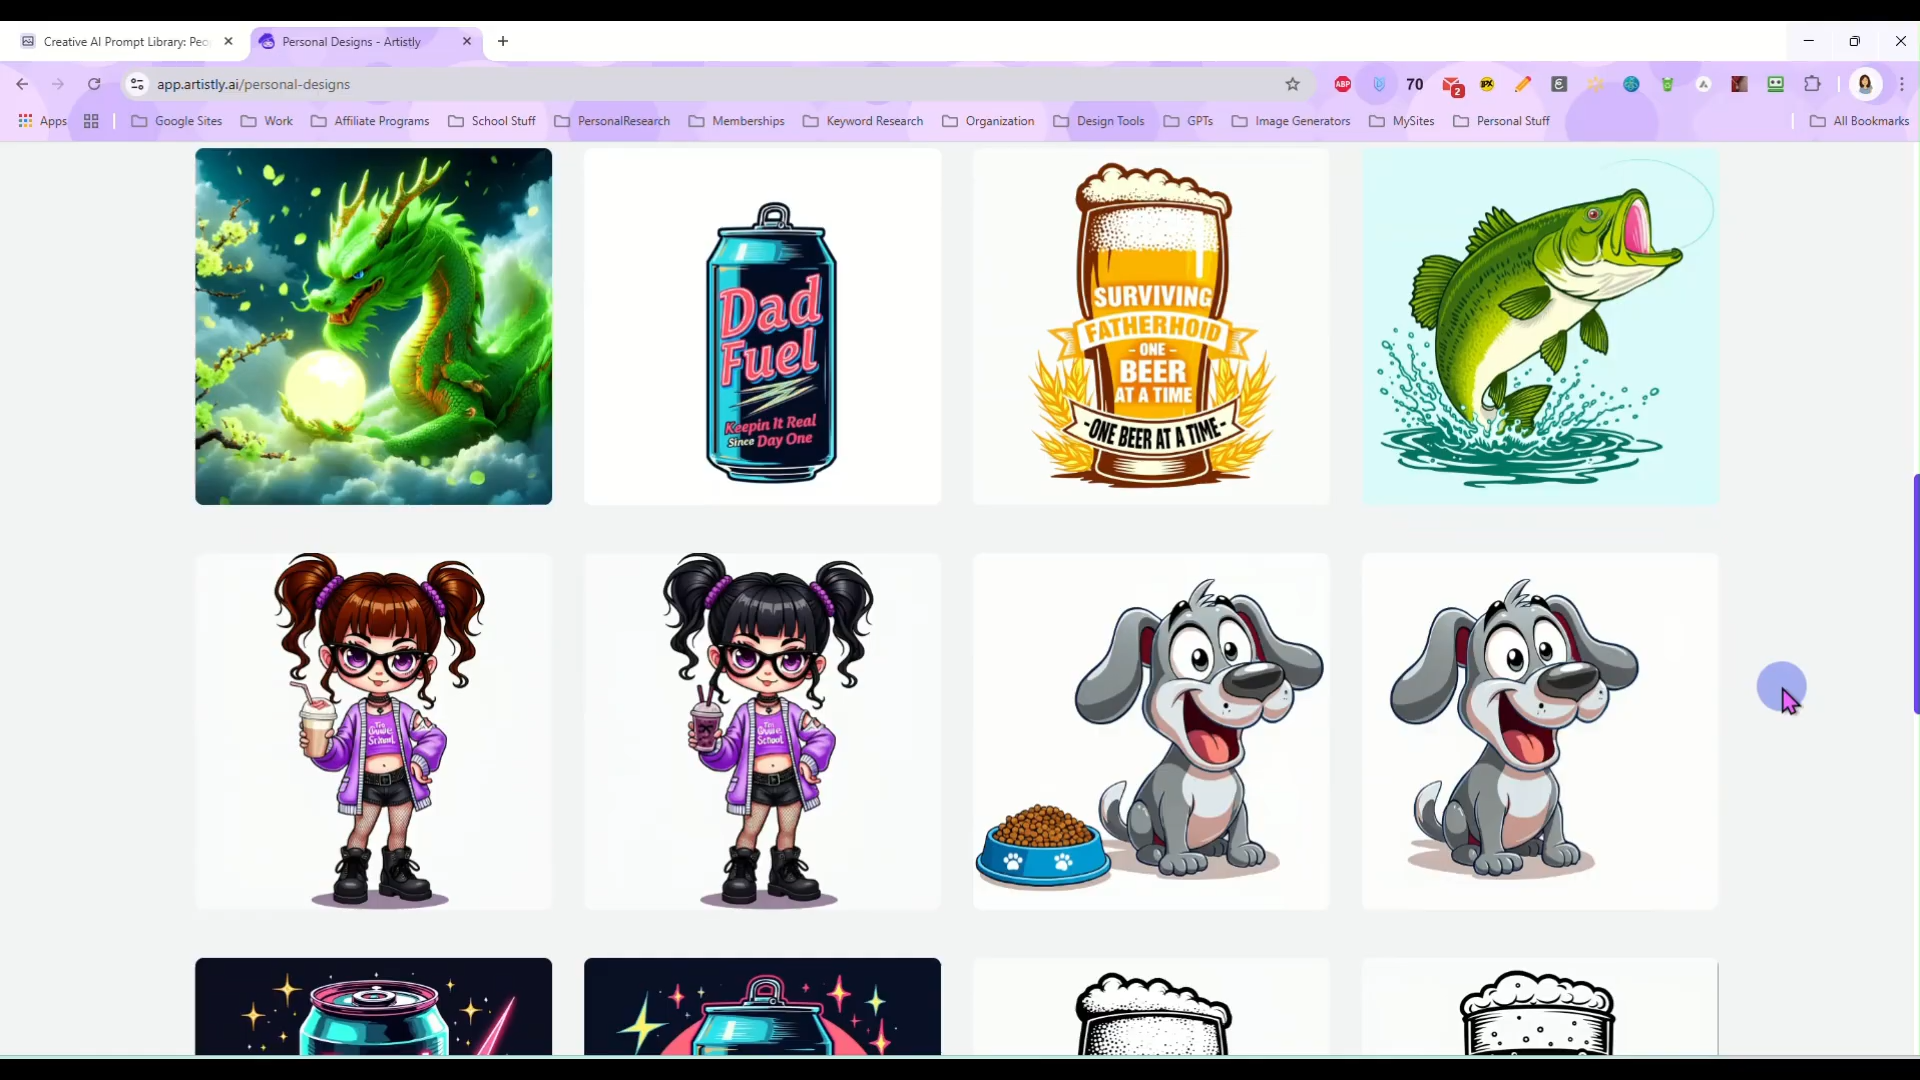 Creative AI Prompt Library: Peo
Personal Designs - Artistly
app.artistly.ai/personal-designs
ABP
70
2
Apps
Google Sites
Work
Affiliate Programs
School Stuff
PersonalResearch
Memberships
Keyword Research
Organization
Design Tools
GPTs
Image Generators
MySites
Personal Stuff
All Bookmarks
Dad
Fuel
Keepin It Real
Since Day One
SURVIVING
FATHERHOID
- ONE -
BEER
AT A TIME
-ONE BEER AT A TIME-